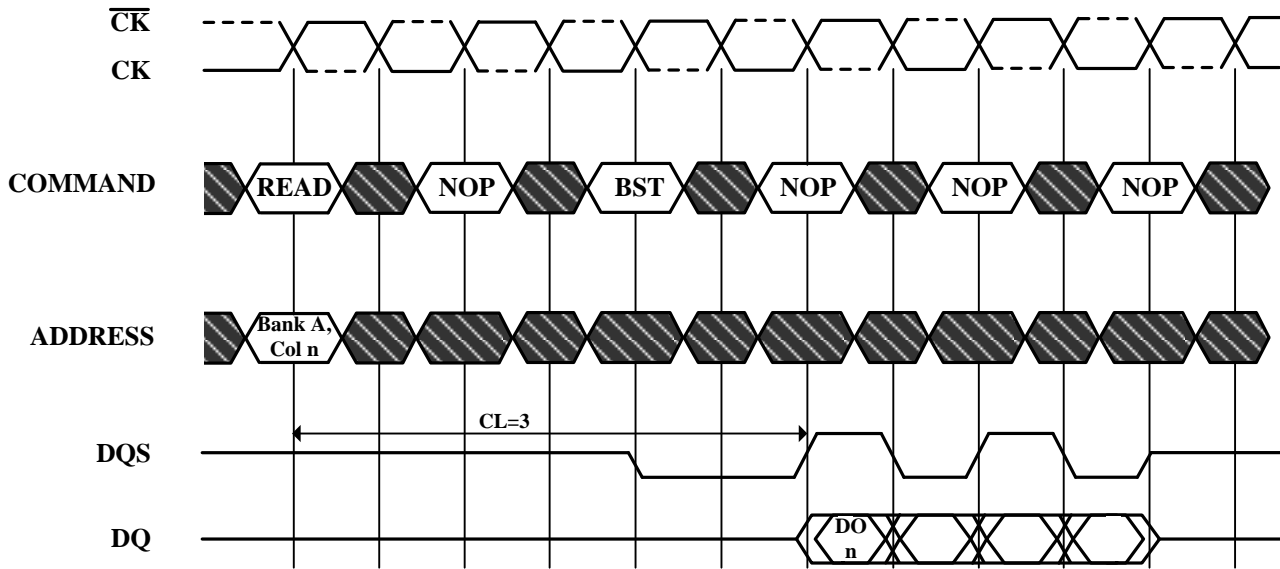 CK
CK
COMMAND
READ NOP BST NOP NOP NOP
ADDRESS
Bank A,
Col n
CL=3
DQS
DQ
DO
n